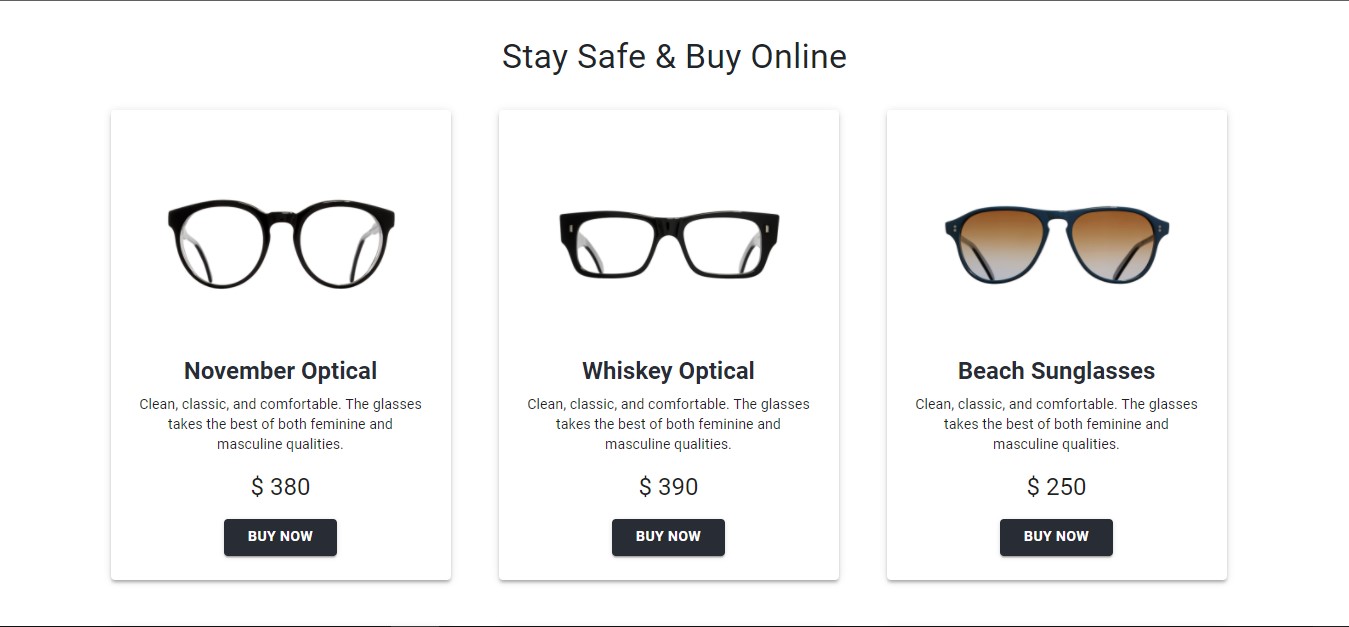 Stay Safe & Buy Online
November Optical
Clean, classic, and comfortable. The glasses
takes the best of both feminine and
masculine qualities.
$ 380
BUY NOW
Whiskey Optical
Clean, classic, and comfortable. The glasses
takes the best of both feminine and
masculine qualities.
$ 390
BUY NOW
Beach Sunglasses
Clean, classic, and comfortable. The glasses
takes the best of both feminine and
masculine qualities.
$ 250
BUY NOW